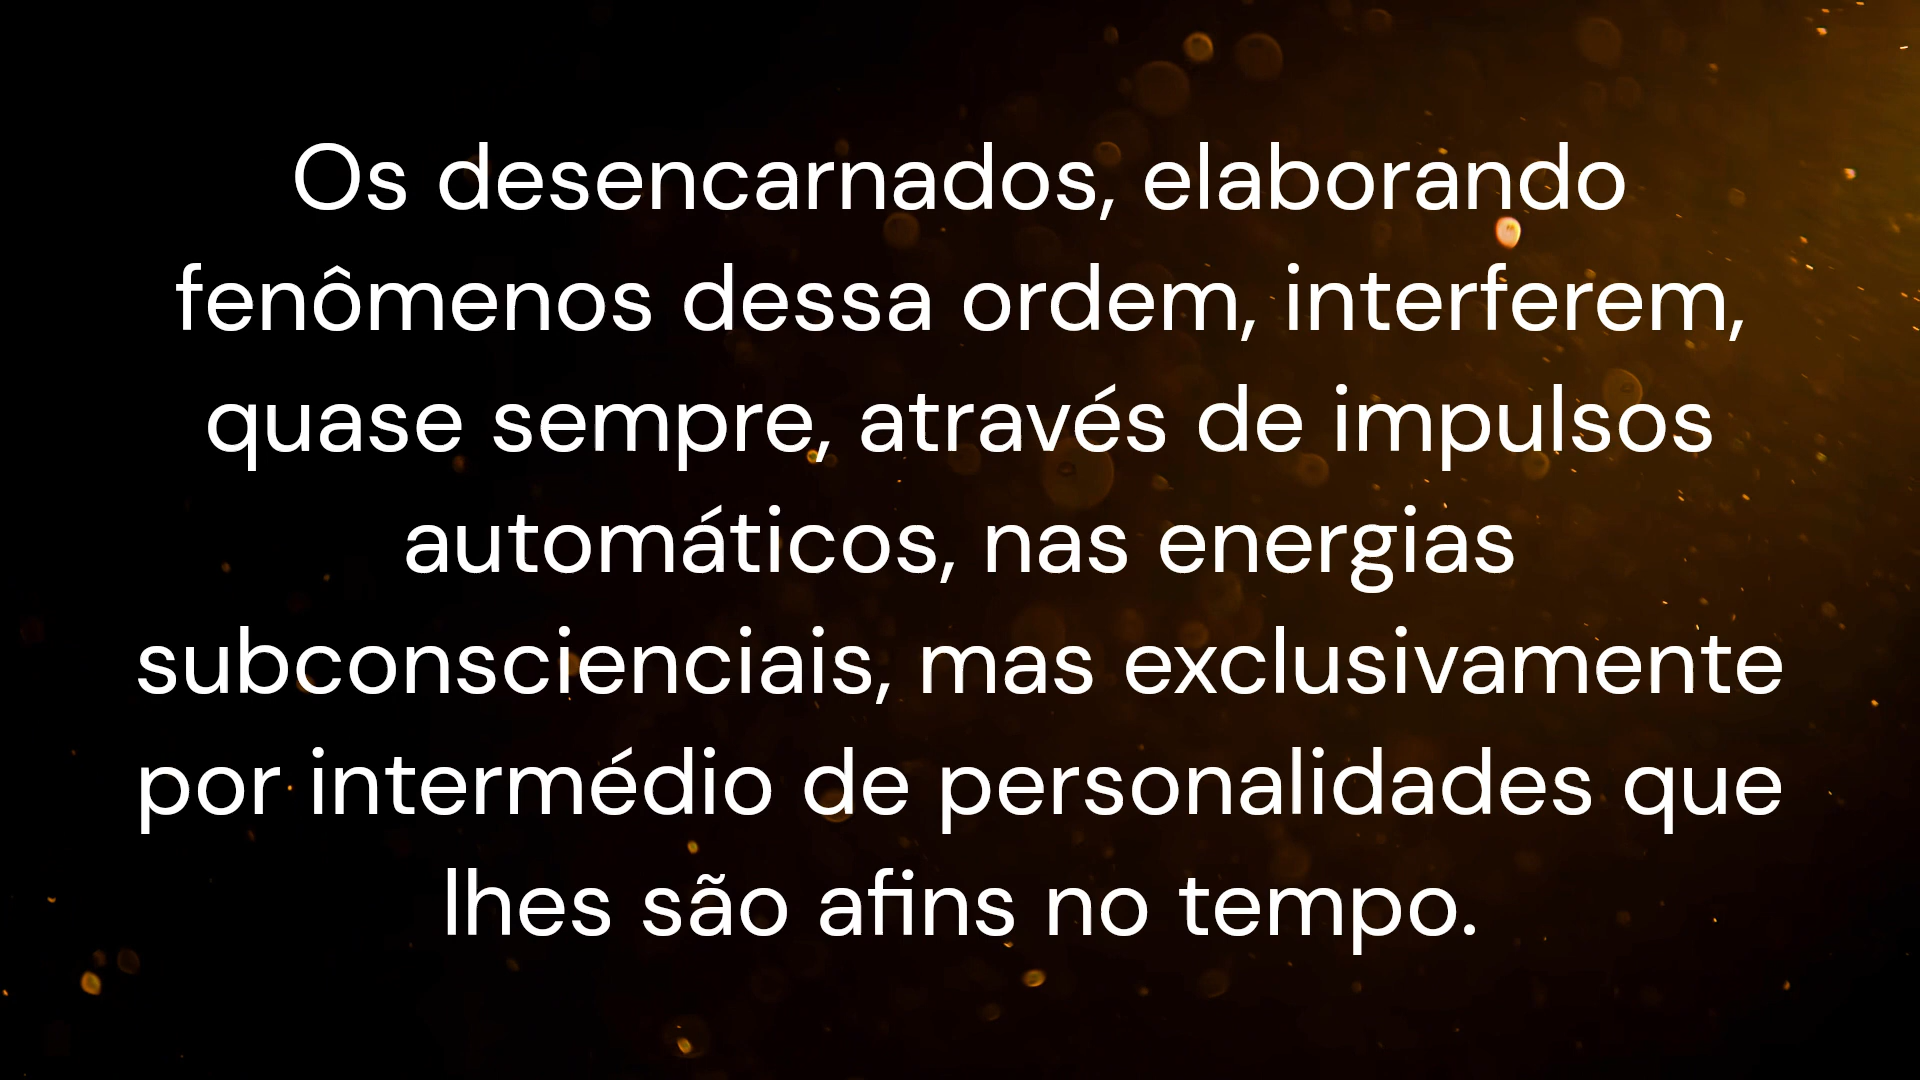 Os desencarnados, elaborando
fenômenos dessa ordem, interferem,
quase sempre, através de impulsos
automáticos, nas energias
subconscienciais, mas exclusivamente
por intermédio de personalidades que
lhes são afins no tempo.